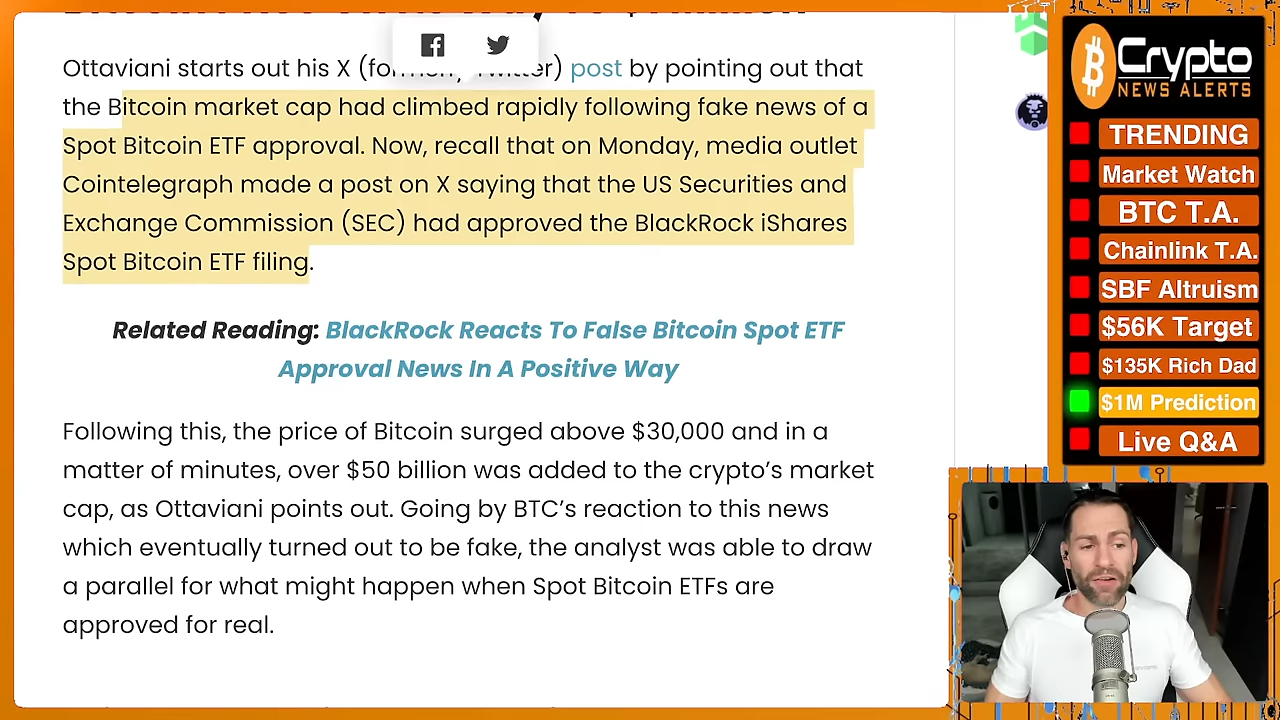 Ottaviani starts out his X (formerly Twitter) post by pointing out that
the Bitcoin market cap had climbed rapidly following fake news of a
Spot Bitcoin ETF approval. Now, recall that on Monday, media outlet
Cointelegraph made a post on X saying that the US Securities and
Exchange Commission (SEC) had approved the BlackRock iShares
Spot Bitcoin ETF filing.
Related Reading: BlackRock Reacts To False Bitcoin Spot ETF
Approval News In A Positive Way
Following this, the price of Bitcoin surged above $30,000 and in a
matter of minutes, over $50 billion was added to the crypto’s market
cap, as Ottaviani points out. Going by BTC’s reaction to this news
which eventually turned out to be fake, the analyst was able to draw
a parallel for what might happen when Spot Bitcoin ETFs are
approved for real.
Crypto
NEWS ALERTS
TRENDING
Market Watch
BTC T.A.
Chainlink T.A.
SBF Altruism
$56K Target
$135K Rich Dad
$1M Prediction
Live Q&A